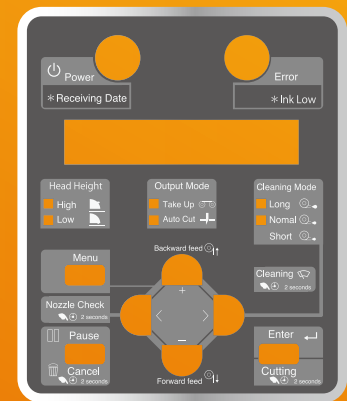 Power
Error
*Receiving Date
*Ink Low
Head Height
High
Low
Output Mode
Take Up
Auto Cut
Cleaning Mode
Long
Nomal
Short
Menu
Backward feed
+
Cleaning
2 seconds
Nozzle Check
2 seconds
Pause
Cancel
2 seconds
−
Forward feed
Enter
Cutting
2 seconds